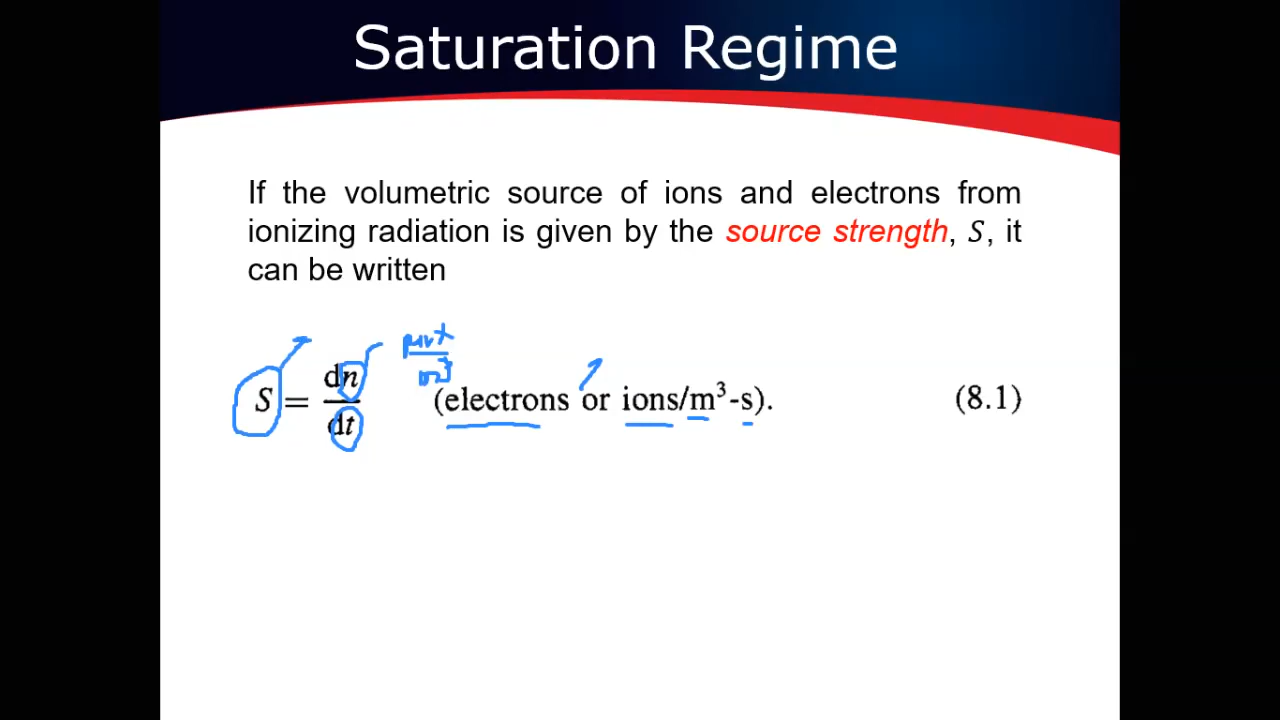 Saturation Regime
If the volumetric source of ions and electrons from
ionizing radiation is given by the source strength, S, it
can be written
S = dn/dt (electrons or ions/m³-s). (8.1)
m³